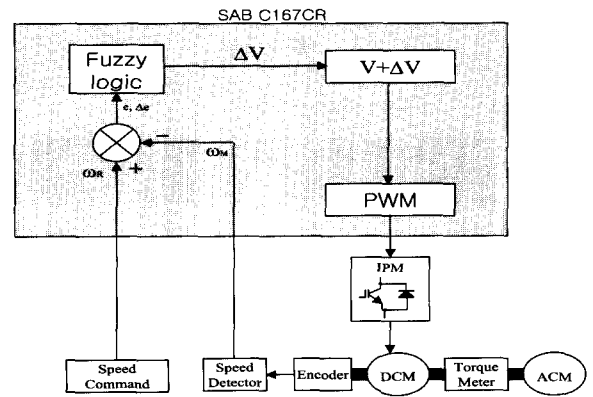 SAB C167CR
Fuzzy
logic
ΔV
V+ΔV
e, Δe
−
ωM
ωR
+
PWM
IPM
Speed
Command
Speed
Detector
Encoder
DCM
Torque
Meter
ACM